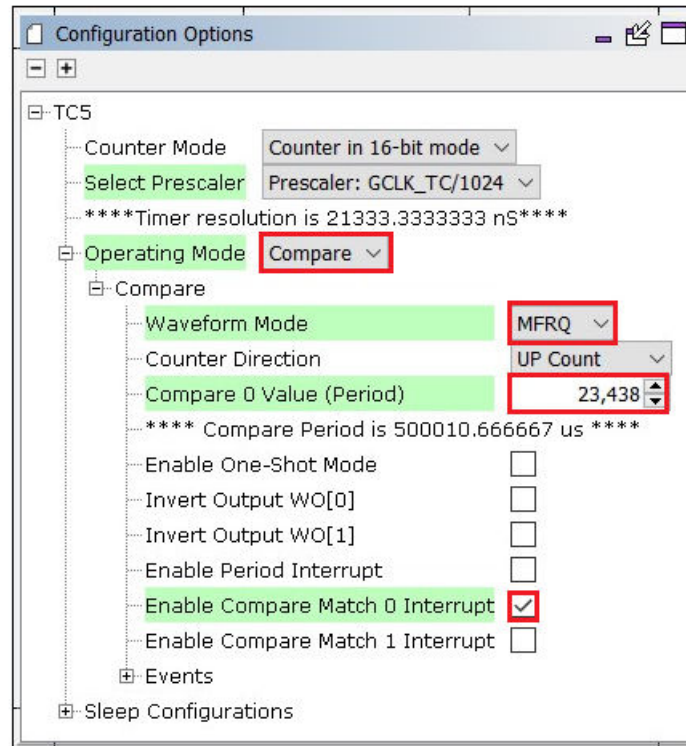 Configuration Options
TC5
Counter Mode Counter in 16-bit mode
Select Prescaler Prescaler: GCLK_TC/1024
****Timer resolution is 21333.3333333 nS****
Operating Mode Compare
Compare
Waveform Mode MFRQ
Counter Direction UP Count
Compare 0 Value (Period) 23,438
**** Compare Period is 500010.666667 us ****
Enable One-Shot Mode
Invert Output WO[0]
Invert Output WO[1]
Enable Period Interrupt
Enable Compare Match 0 Interrupt
Enable Compare Match 1 Interrupt
Events
Sleep Configurations